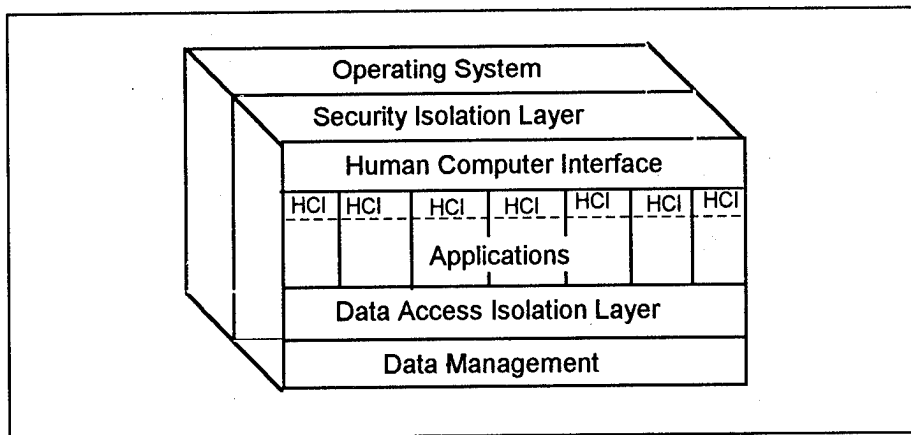 Operating System
Security Isolation Layer
Human Computer Interface
HCI HCI HCI HCI HCI HCI HCI
Applications
Data Access Isolation Layer
Data Management